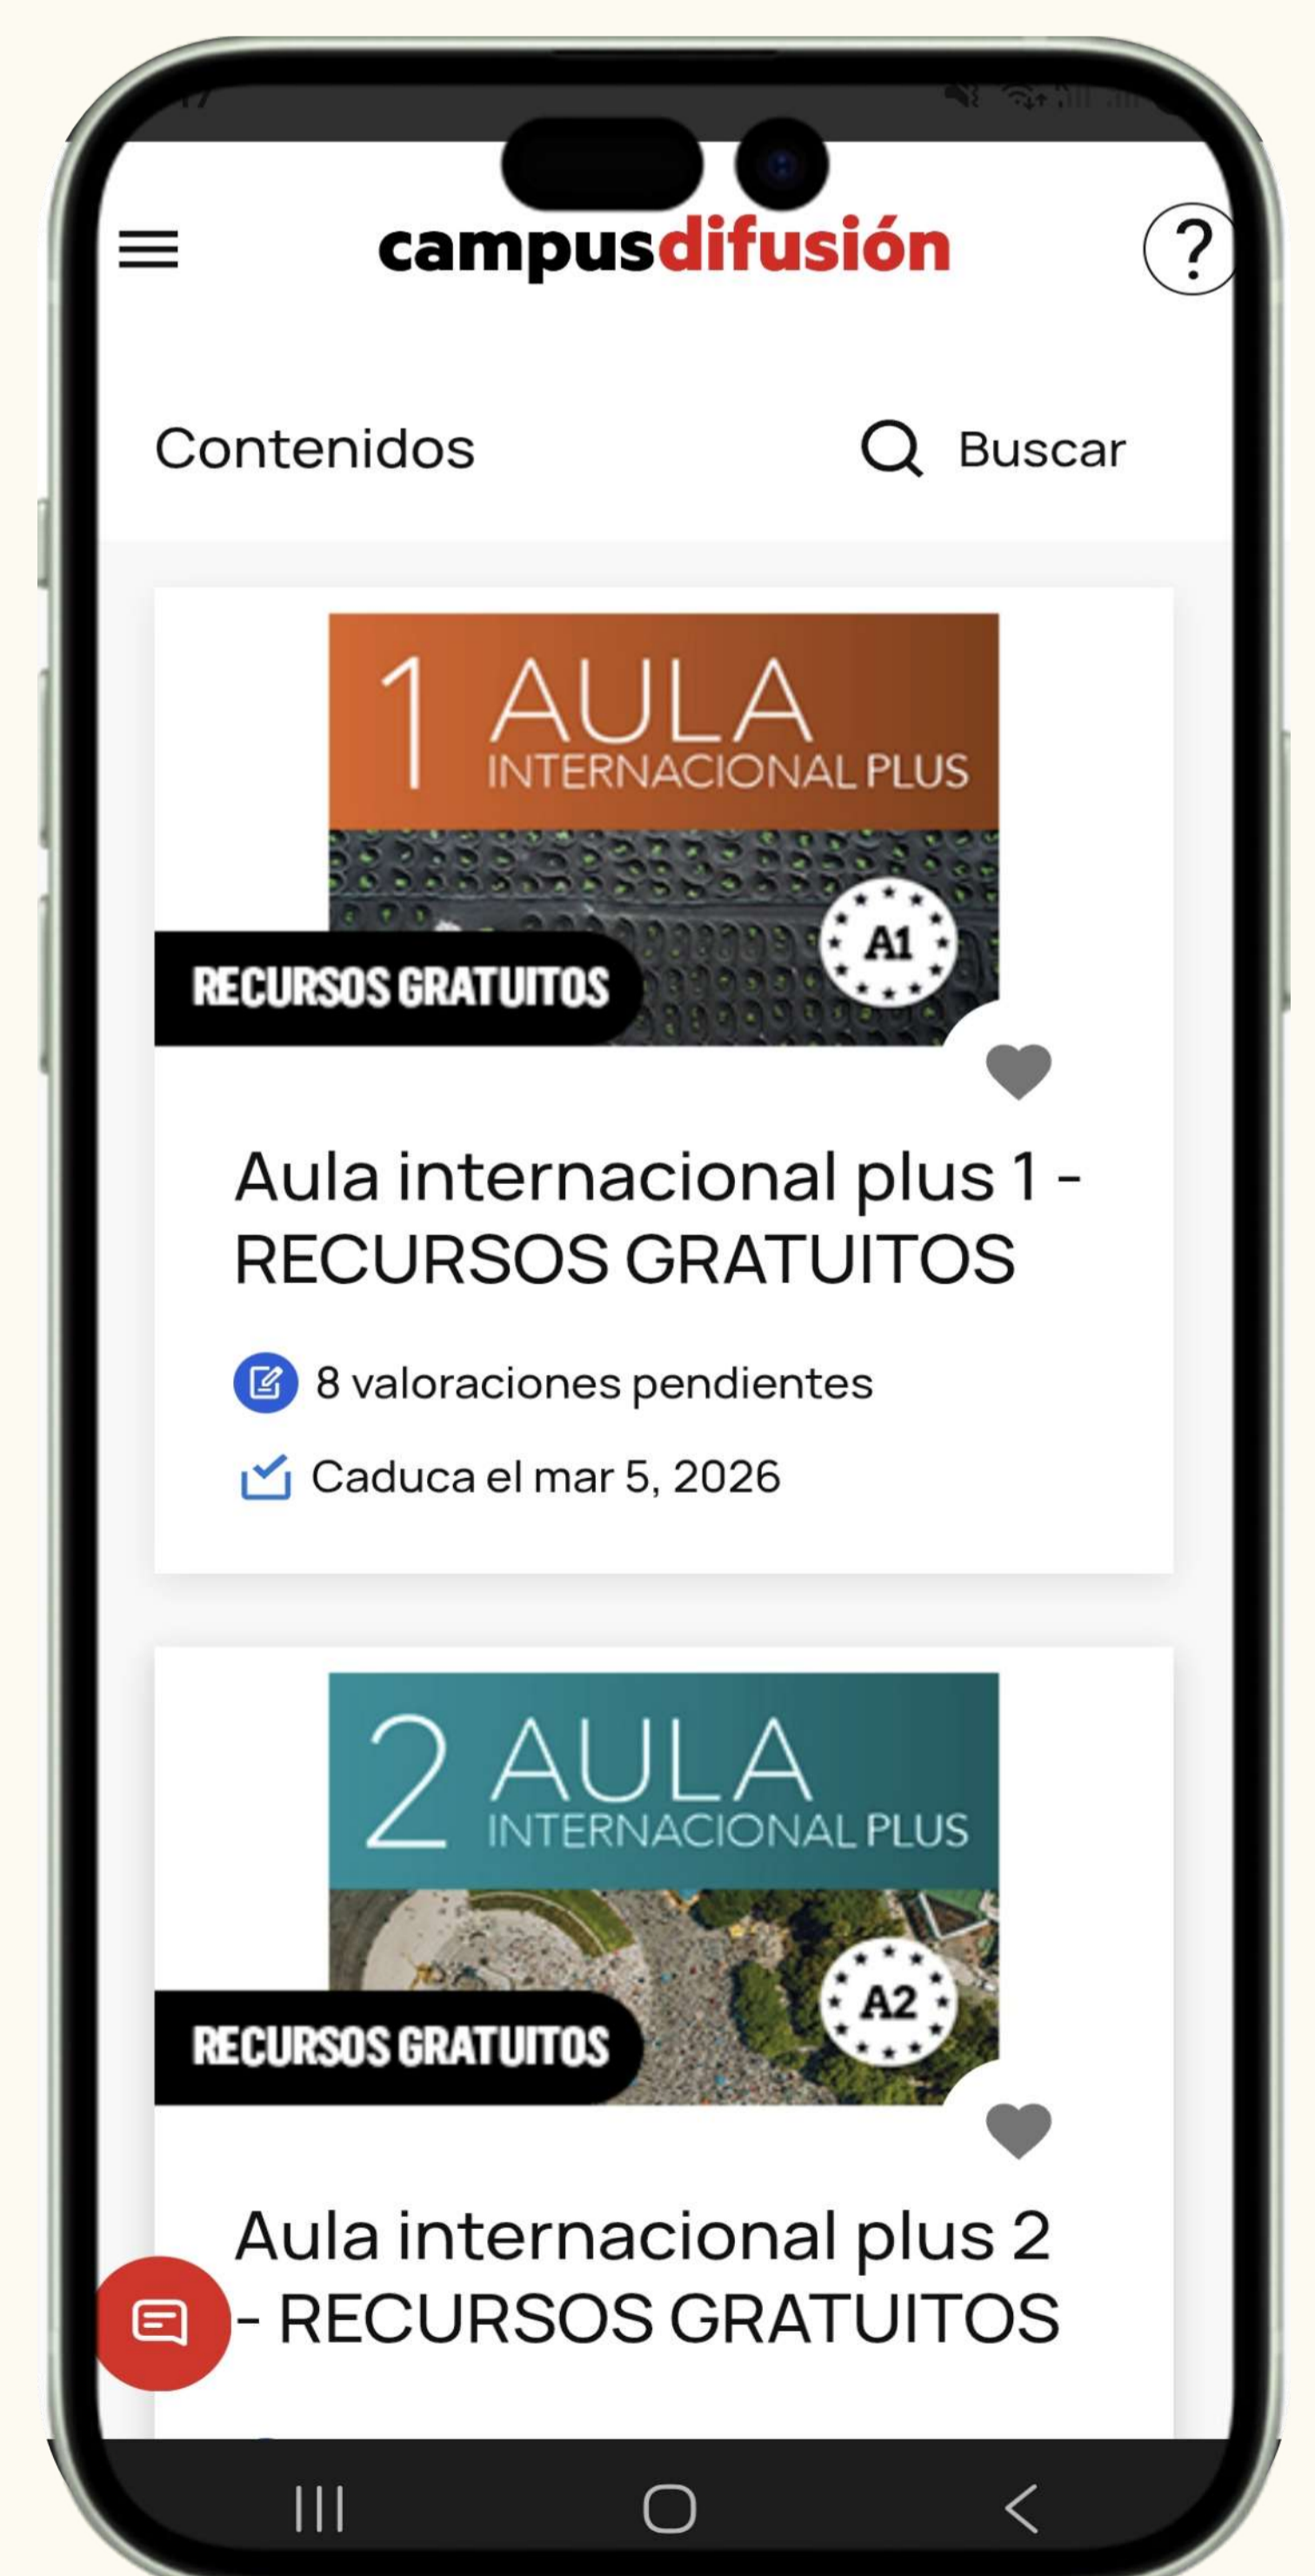 campusdifusión
?
Contenidos
Buscar
1 AULA
INTERNACIONAL PLUS
A1
RECURSOS GRATUITOS
Aula internacional plus 1 -
RECURSOS GRATUITOS
8 valoraciones pendientes
Caduca el mar 5, 2026
2 AULA
INTERNACIONAL PLUS
A2
RECURSOS GRATUITOS
Aula internacional plus 2
- RECURSOS GRATUITOS